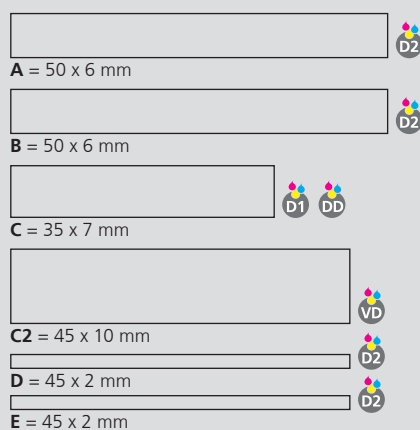 D2
A = 50 x 6 mm
D2
B = 50 x 6 mm
D1 DD
C = 35 x 7 mm
VD
C2 = 45 x 10 mm
D2
D = 45 x 2 mm
D2
E = 45 x 2 mm